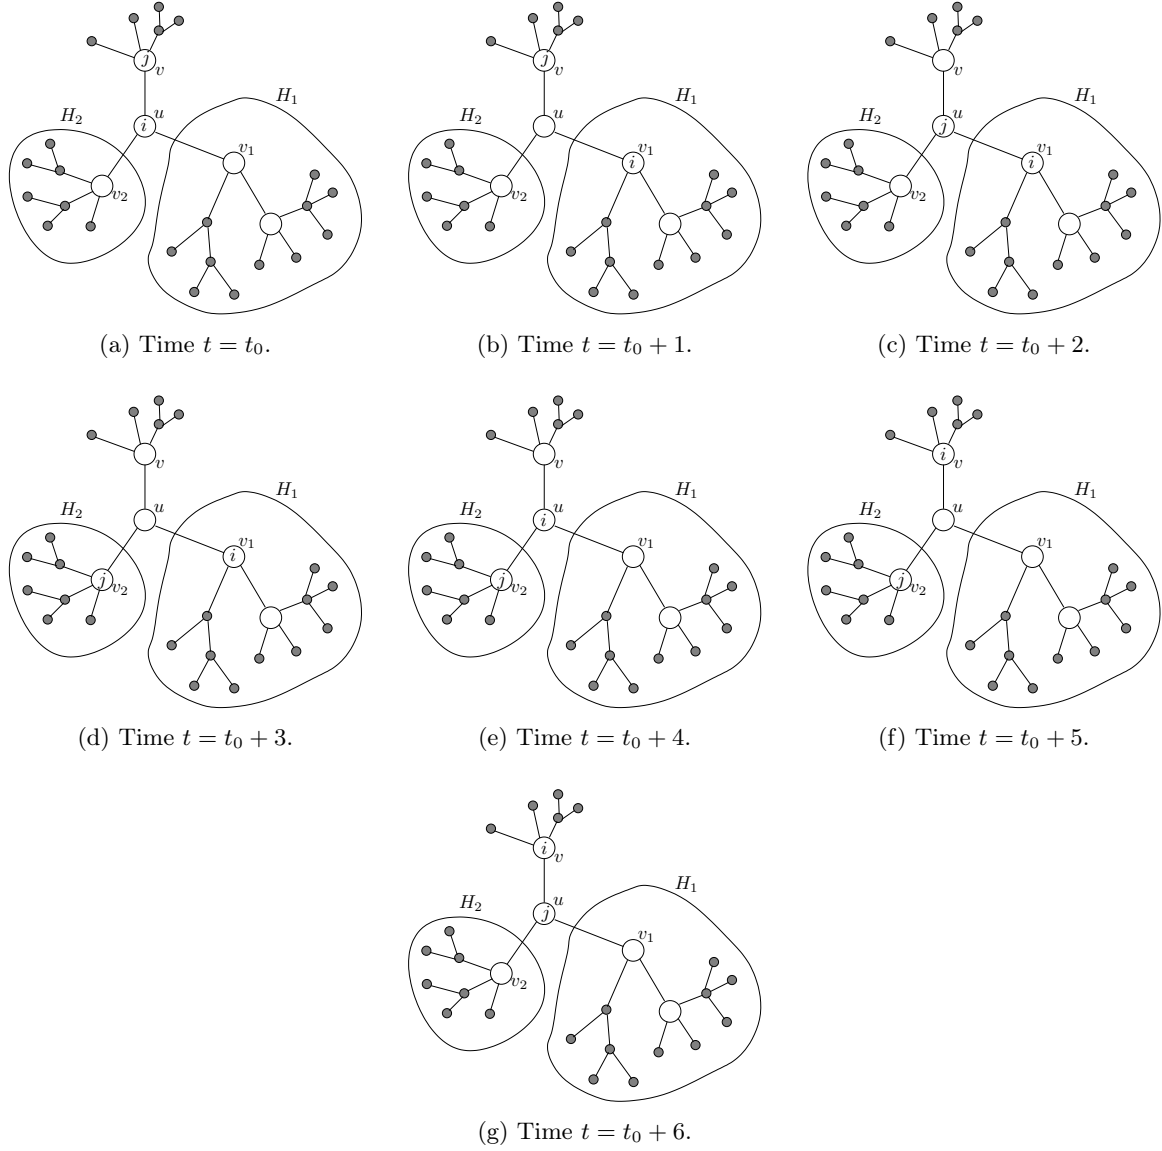 j
v
H₁
H₂
u
i
v₁
v₂
(a) Time t = t₀.
j
v
H₁
H₂
u
v₁
i
v₂
(b) Time t = t₀ + 1.
v
H₁
H₂
u
j
v₁
i
v₂
(c) Time t = t₀ + 2.
v
H₁
H₂
u
v₁
i
j
v₂
(d) Time t = t₀ + 3.
v
H₁
H₂
u
i
v₁
j
v₂
(e) Time t = t₀ + 4.
i
v
H₁
H₂
u
v₁
j
v₂
(f) Time t = t₀ + 5.
i
v
H₁
H₂
u
j
v₁
v₂
(g) Time t = t₀ + 6.